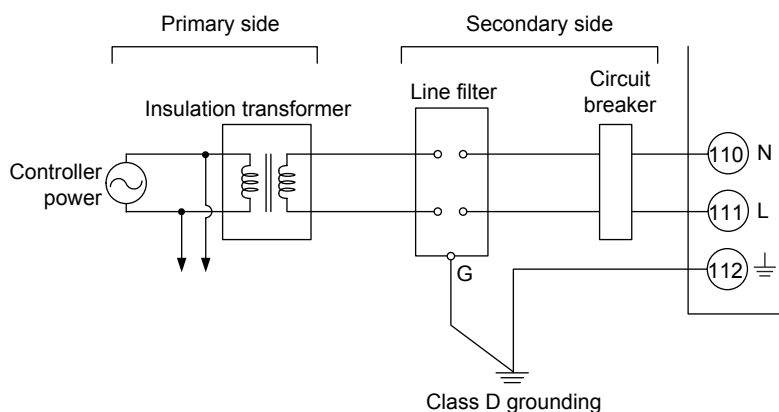 Primary side
Secondary side
Insulation transformer
Line filter
Circuit
breaker
Controller
power
110 N
111 L
112
G
Class D grounding